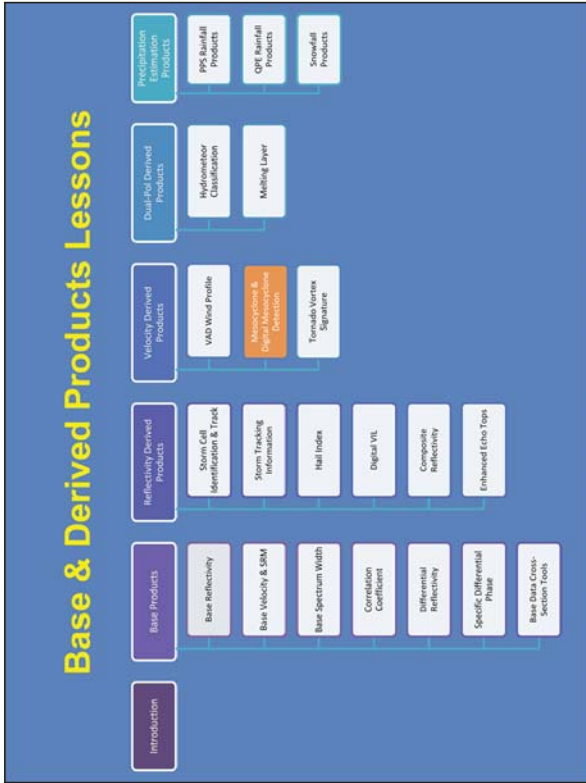 Base & Derived Products Lessons
Introduction
Base Products
Base Reflectivity
Base Velocity & SRM
Base Spectrum Width
Correlation
Coefficient
Differential
Reflectivity
Specific Differential
Phase
Base Data Cross-
Section Tools
Reflectivity Derived
Products
Storm Cell
Identification & Track
Storm Tracking
Information
Hail Index
Digital VIL
Composite
Reflectivity
Enhanced Echo Tops
Velocity Derived
Products
VAD Wind Profile
Mesocyclone &
Digital Mesocyclone
Detection
Tornado Vortex
Signature
Dual-Pol Derived
Products
Hydrometeor
Classification
Melting Layer
Precipitation
Estimation
Products
PPS Rainfall
Products
QPE Rainfall
Products
Snowfall
Products